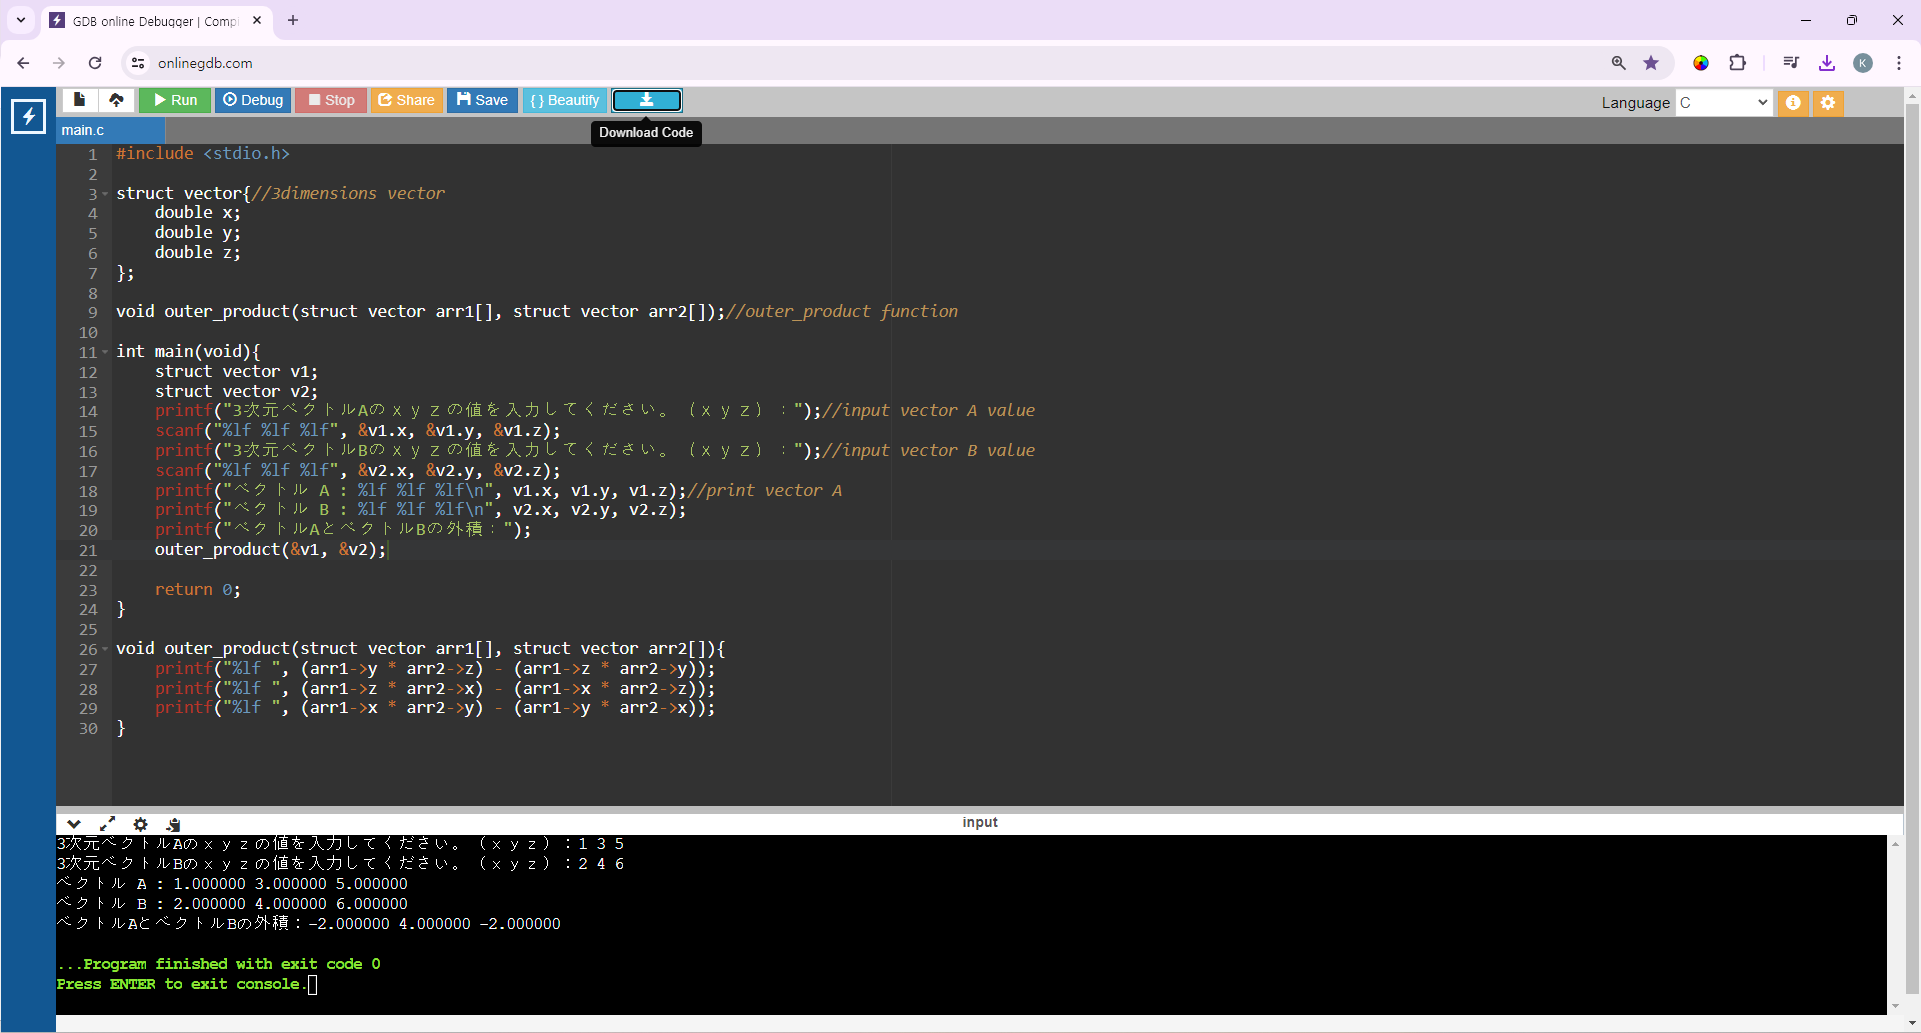 GDB online Debugger | Compi
onlinegdb.com
K
Run Debug Stop Share Save { } Beautify Language C
Download Code
main.c
1 #include <stdio.h>
2
3 struct vector{//3dimensions vector
4     double x;
5     double y;
6     double z;
7 };
8
9 void outer_product(struct vector arr1[], struct vector arr2[]);//outer_product function
10
11 int main(void){
12     struct vector v1;
13     struct vector v2;
14     printf("3次元ベクトルAのｘｙｚの値を入力してください。（ｘｙｚ）：");//input vector A value
15     scanf("%lf %lf %lf", &v1.x, &v1.y, &v1.z);
16     printf("3次元ベクトルBのｘｙｚの値を入力してください。（ｘｙｚ）：");//input vector B value
17     scanf("%lf %lf %lf", &v2.x, &v2.y, &v2.z);
18     printf("ベクトル A : %lf %lf %lf\n", v1.x, v1.y, v1.z);//print vector A
19     printf("ベクトル B : %lf %lf %lf\n", v2.x, v2.y, v2.z);
20     printf("ベクトルAとベクトルBの外積：");
21     outer_product(&v1, &v2);
22
23     return 0;
24 }
25
26 void outer_product(struct vector arr1[], struct vector arr2[]){
27     printf("%lf ", (arr1->y * arr2->z) - (arr1->z * arr2->y));
28     printf("%lf ", (arr1->z * arr2->x) - (arr1->x * arr2->z));
29     printf("%lf ", (arr1->x * arr2->y) - (arr1->y * arr2->x));
30 }
input
3次元ベクトルAのｘｙｚの値を入力してください。（ｘｙｚ）：1 3 5
3次元ベクトルBのｘｙｚの値を入力してください。（ｘｙｚ）：2 4 6
ベクトル A : 1.000000 3.000000 5.000000
ベクトル B : 2.000000 4.000000 6.000000
ベクトルAとベクトルBの外積：-2.000000 4.000000 -2.000000
...Program finished with exit code 0
Press ENTER to exit console.